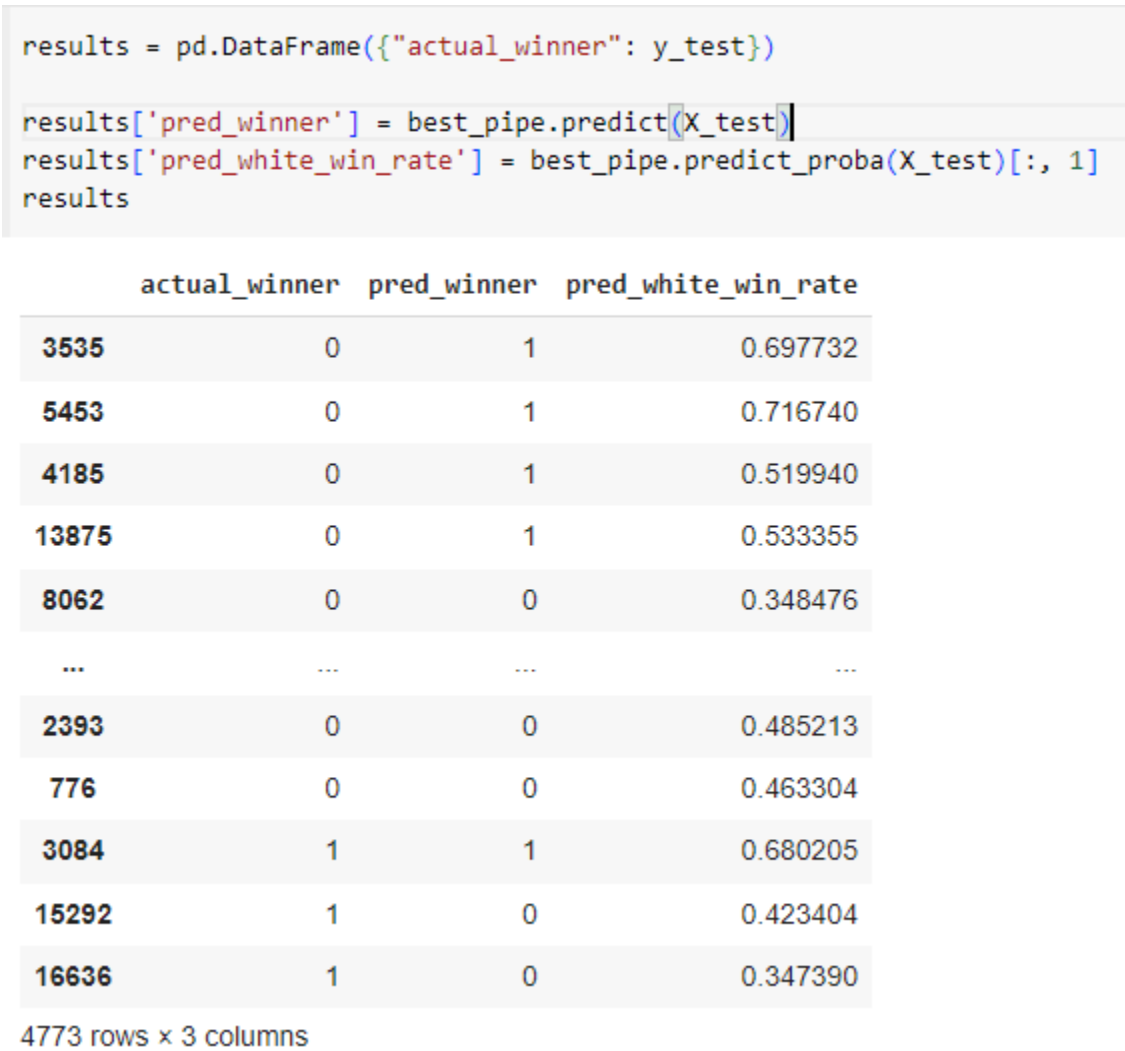 results = pd.DataFrame({"actual_winner": y_test})
results['pred_winner'] = best_pipe.predict(X_test)
results['pred_white_win_rate'] = best_pipe.predict_proba(X_test)[:, 1]
results
actual_winner pred_winner pred_white_win_rate
3535 0 1 0.697732
5453 0 1 0.716740
4185 0 1 0.519940
13875 0 1 0.533355
8062 0 0 0.348476
... ... ... ...
2393 0 0 0.485213
776 0 0 0.463304
3084 1 1 0.680205
15292 1 0 0.423404
16636 1 0 0.347390
4773 rows × 3 columns